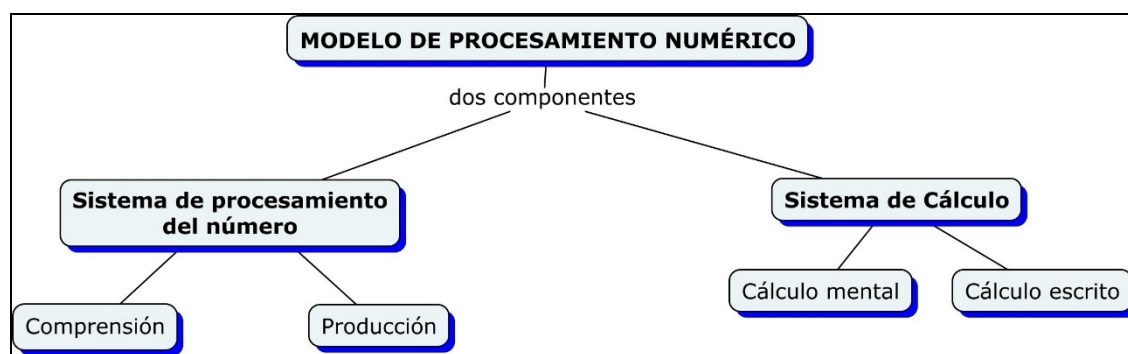 MODELO DE PROCESAMIENTO NUMÉRICO
dos componentes
Sistema de procesamiento
del número
Sistema de Cálculo
Comprensión
Producción
Cálculo mental
Cálculo escrito